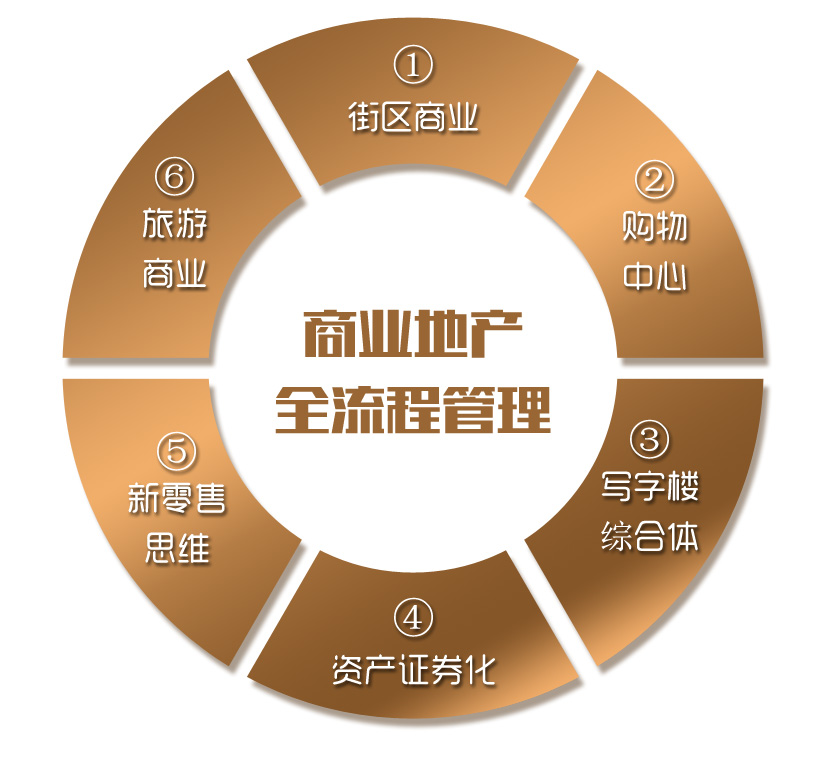 ①
街区商业
②
购物
中心
③
写字楼
综合体
④
资产证券化
⑤
新零售
思维
⑥
旅游
商业
商业地产
全流程管理